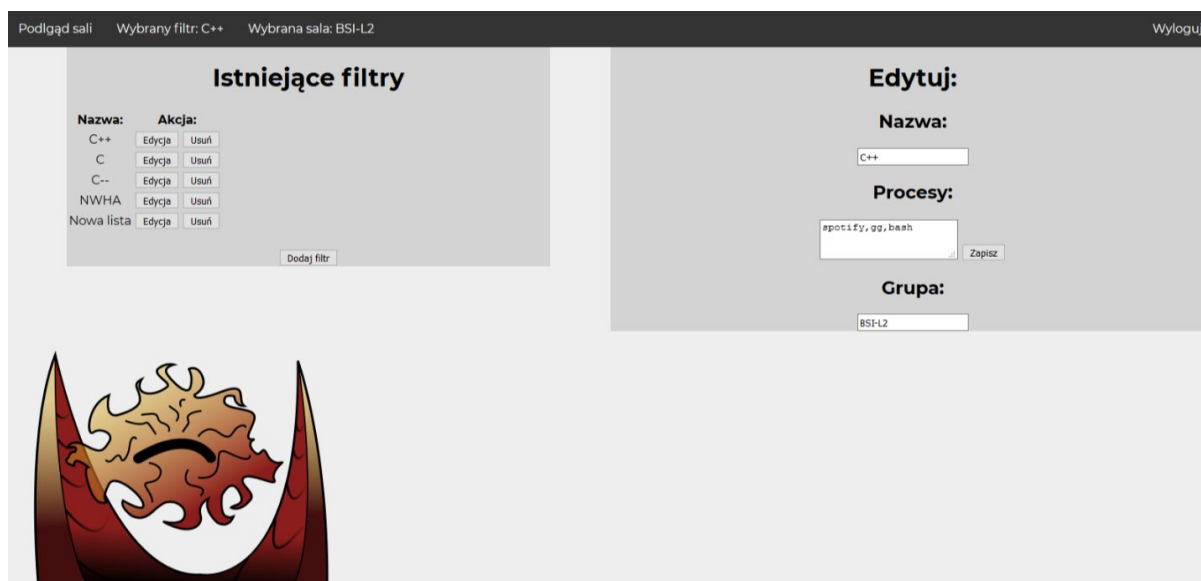 Podlgąd sali Wybrany filtr: C++ Wybrana sala: BSI-L2 Wyloguj
Istniejące filtry
Nazwa: Akcja:
C++ Edycja Usuń
C Edycja Usuń
C-- Edycja Usuń
NWHA Edycja Usuń
Nowa lista Edycja Usuń
Dodaj filtr
Edytuj:
Nazwa:
C++
Procesy:
spotify,gg,bash
Zapisz
Grupa:
BSI-L2